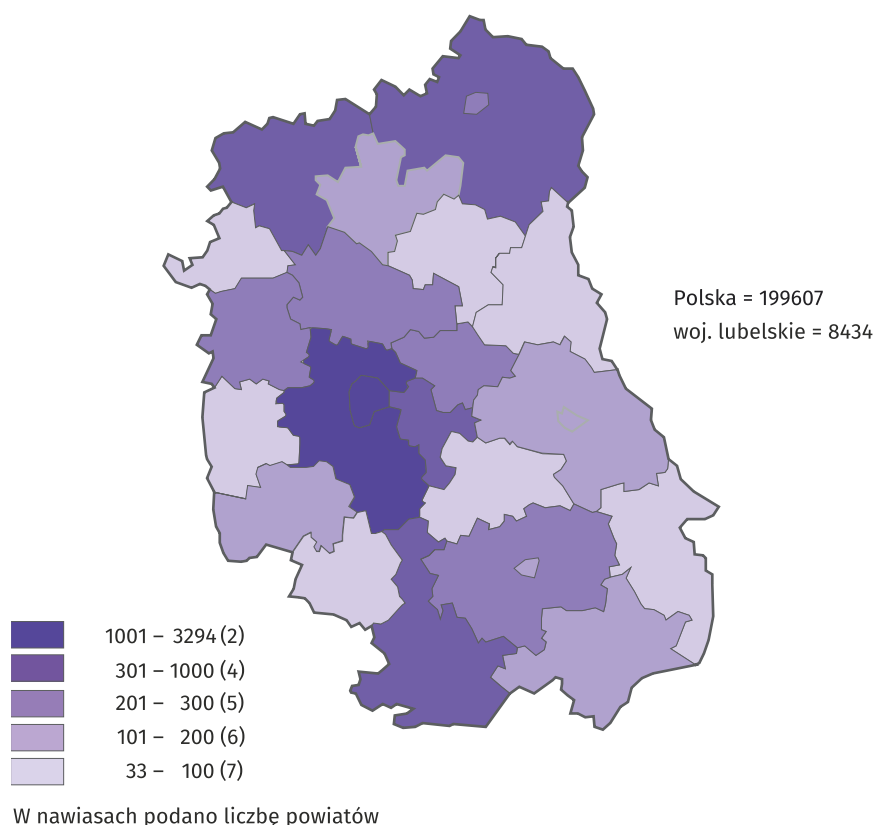 Polska = 199607
woj. lubelskie = 8434
1001 – 3294 (2)
301 – 1000 (4)
201 – 300 (5)
101 – 200 (6)
33 – 100 (7)
W nawiasach podano liczbę powiatów